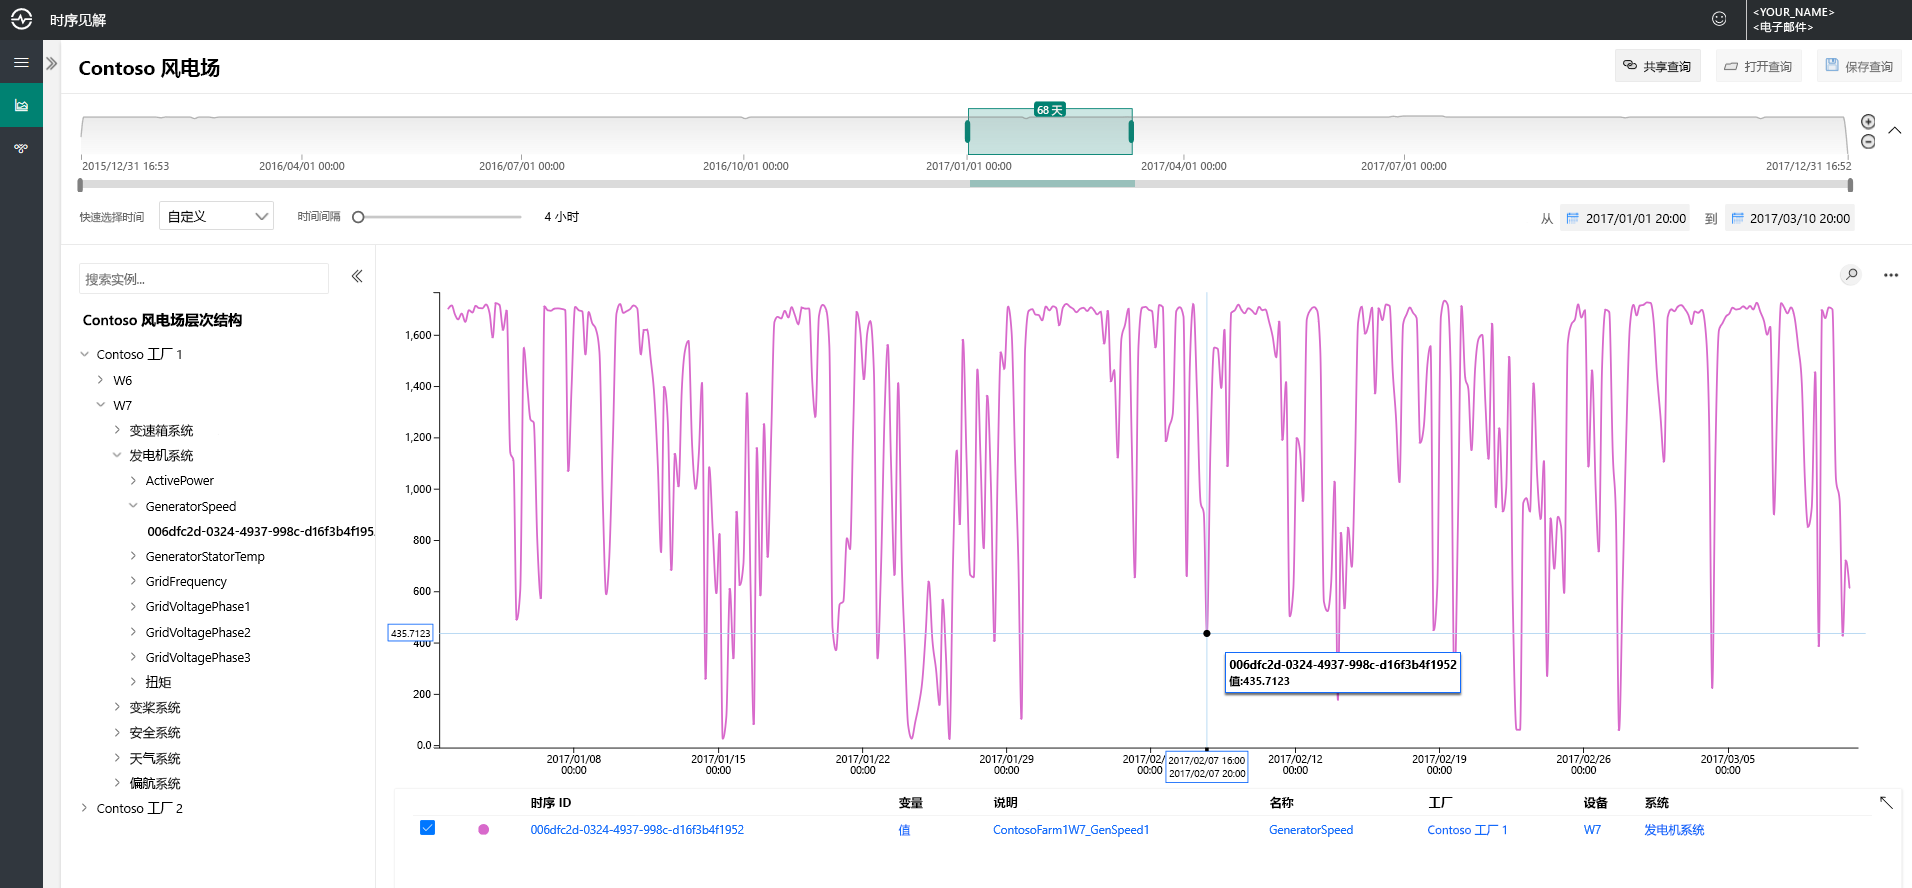 时序见解
<YOUR_NAME>
<电子邮件>
Contoso 风电场
共享查询
打开查询
保存查询
68 天
2015/12/31 16:53
2016/04/01 00:00
2016/07/01 00:00
2016/10/01 00:00
2017/01/01 00:00
2017/04/01 00:00
2017/07/01 00:00
2017/12/31 16:52
快速选择时间
自定义
时间间隔
4 小时
从
2017/01/01 20:00
到
2017/03/10 20:00
搜索实例...
Contoso 风电场层次结构
Contoso 工厂 1
W6
W7
变速箱系统
发电机系统
ActivePower
GeneratorSpeed
006dfc2d-0324-4937-998c-d16f3b4f195
GeneratorStatorTemp
GridFrequency
GridVoltagePhase1
GridVoltagePhase2
GridVoltagePhase3
扭矩
变桨系统
安全系统
天气系统
偏航系统
Contoso 工厂 2
1,600
1,400
1,200
1,000
800
600
435.7123
400
200
0.0
006dfc2d-0324-4937-998c-d16f3b4f1952
值:435.7123
2017/01/08
00:00
2017/01/15
00:00
2017/01/22
00:00
2017/01/29
00:00
2017/02/
00:00
2017/02/07 16:00
2017/02/07 20:00
2017/02/12
00:00
2017/02/19
00:00
2017/02/26
00:00
2017/03/05
00:00
时序 ID
变量
说明
名称
工厂
设备
系统
006dfc2d-0324-4937-998c-d16f3b4f1952
值
ContosoFarm1W7_GenSpeed1
GeneratorSpeed
Contoso 工厂 1
W7
发电机系统